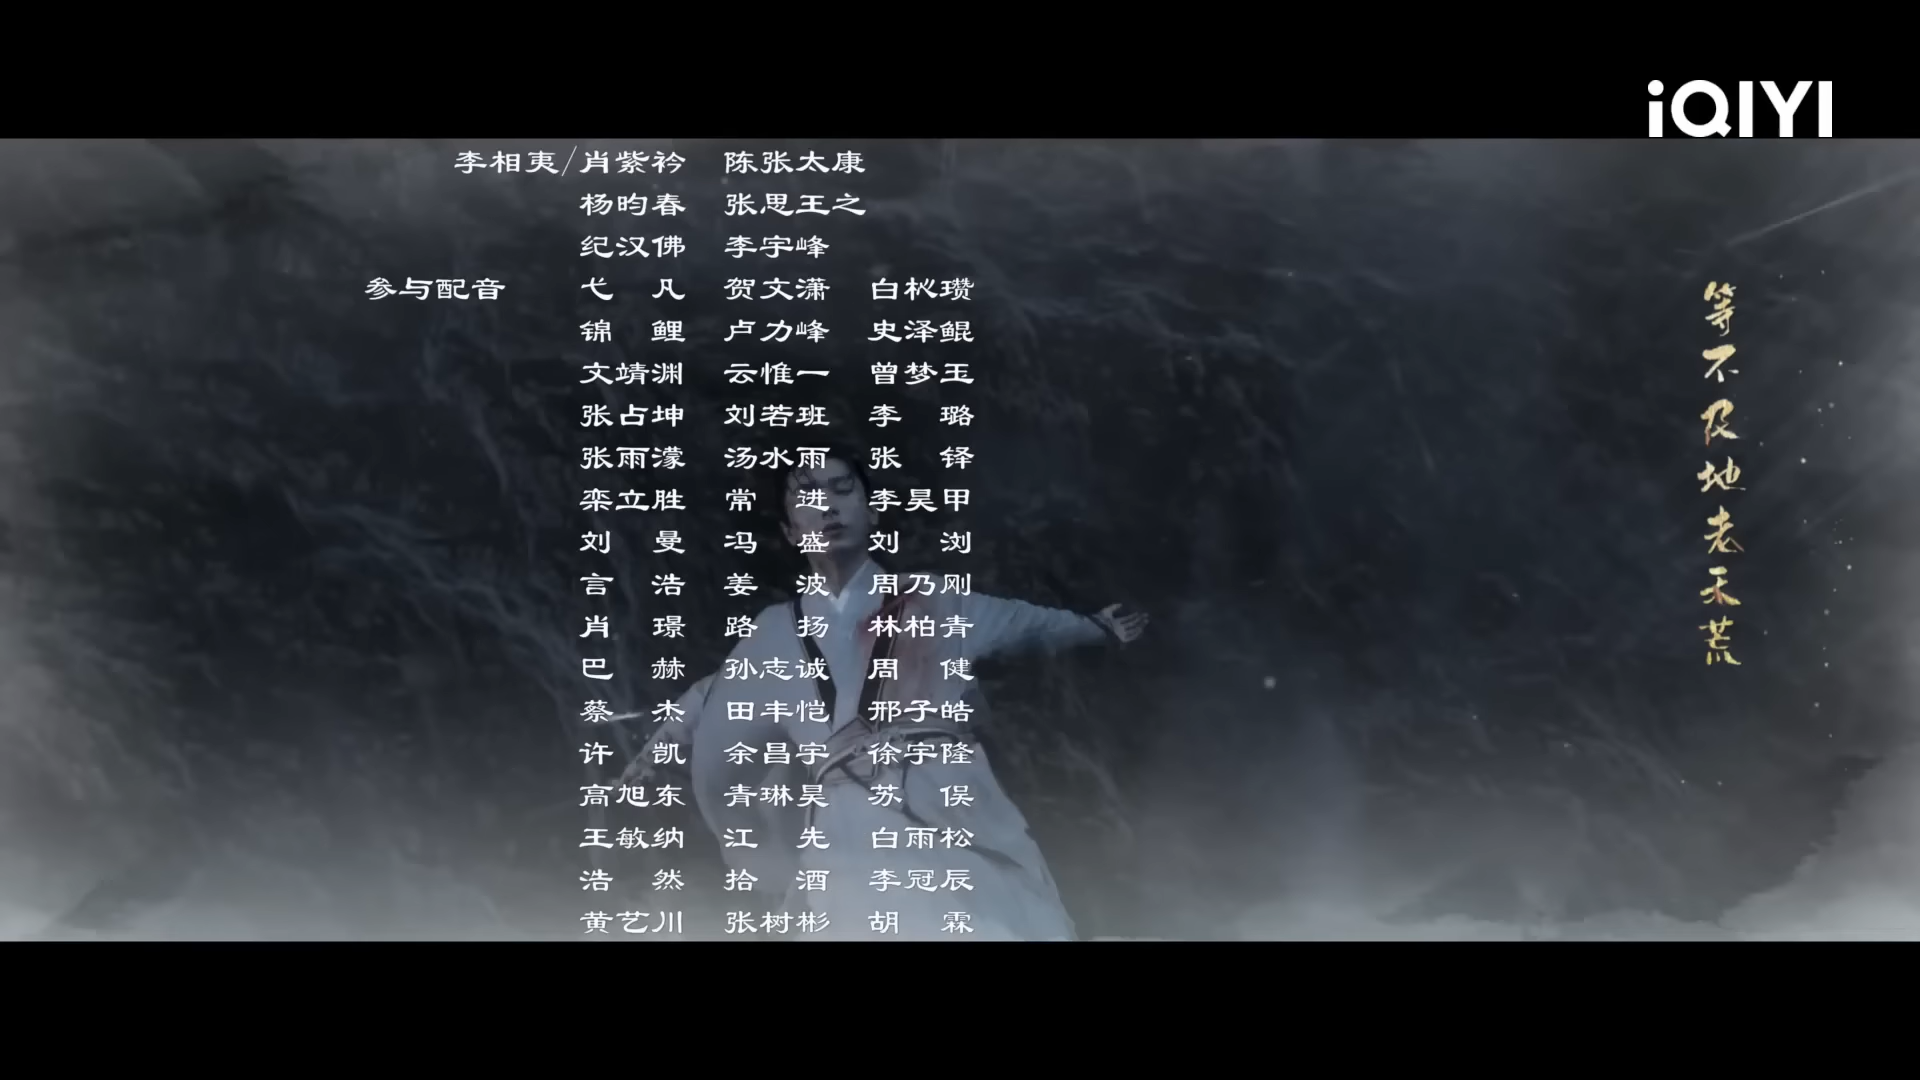 iQIYI
李相夷/肖紫衿 陈张太康
杨昀春 张思王之
纪汉佛 李宇峰
参与配音 弋 凡 贺文潇 白杺瓒
锦 鲤 卢力峰 史泽鲲
文靖渊 云惟一 曾梦玉
张占坤 刘若班 李 璐
张雨濛 汤水雨 张 铎
栾立胜 常 进 李昊甲
刘 曼 冯 盛 刘 浏
言 浩 姜 波 周乃刚
肖 璟 路 扬 林柏青
巴 赫 孙志诚 周 健
蔡 杰 田丰恺 邢子皓
许 凯 余昌宇 徐宇隆
高旭东 青琳昊 苏 俣
王敏纳 江 先 白雨松
浩 然 拾 酒 李冠辰
黄艺川 张树彬 胡 霖
等不及地老天荒